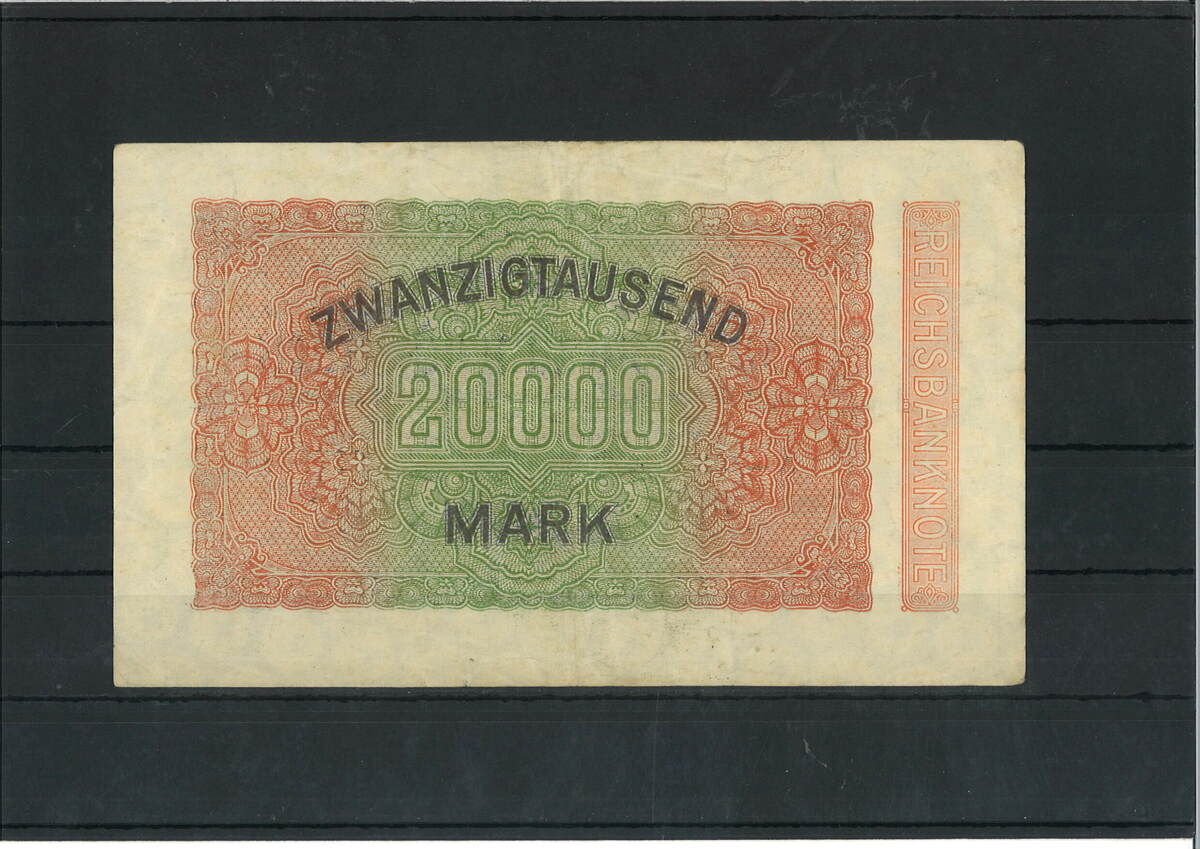 ZWANZIGTAUSEND
20000
MARK
REICHSBANKNOTE